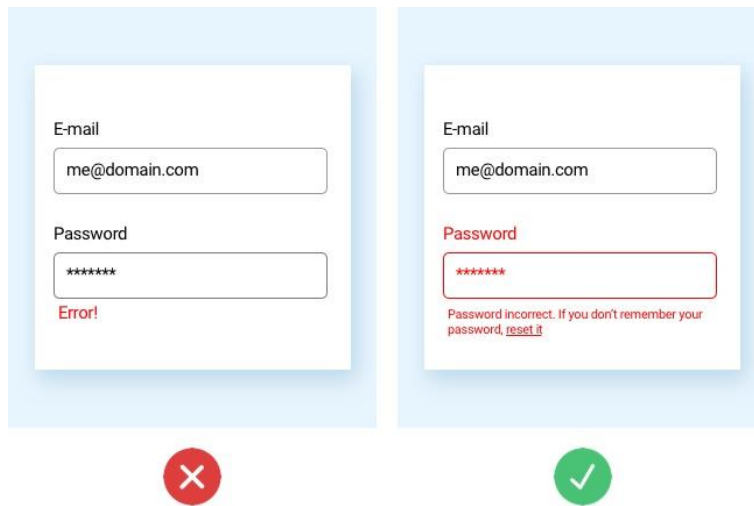 E-mail
me@domain.com
Password
*******
Error!
E-mail
me@domain.com
Password
*******
Password incorrect. If you don't remember your
password, reset it